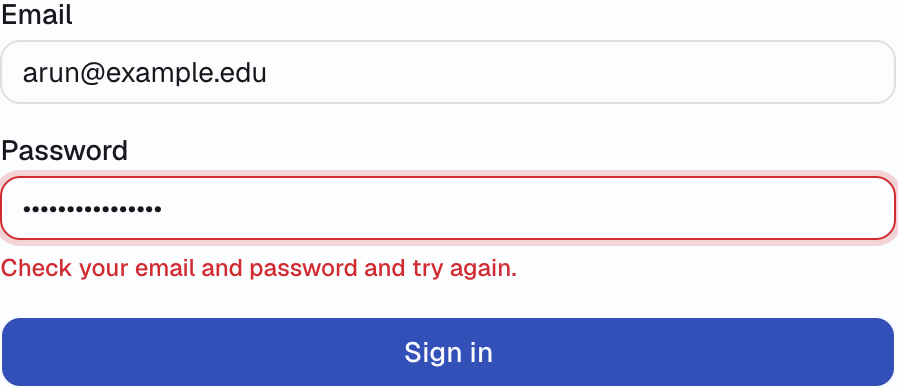 Email
arun@example.edu
Password
••••••••••••••••
Check your email and password and try again.
Sign in